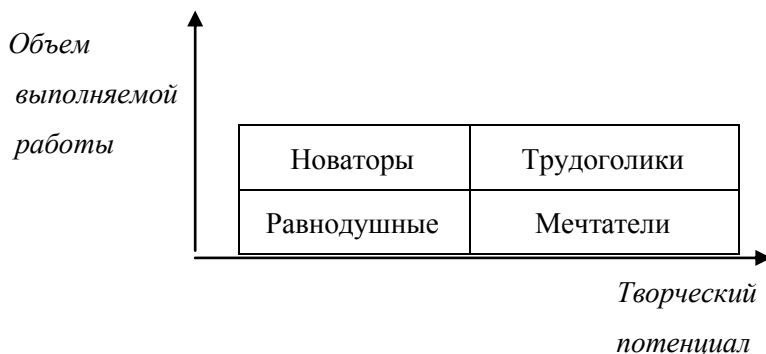 Объем
выполняемой
работы
Новаторы Трудоголики
Равнодушные Мечтатели
Творческий
потенциал